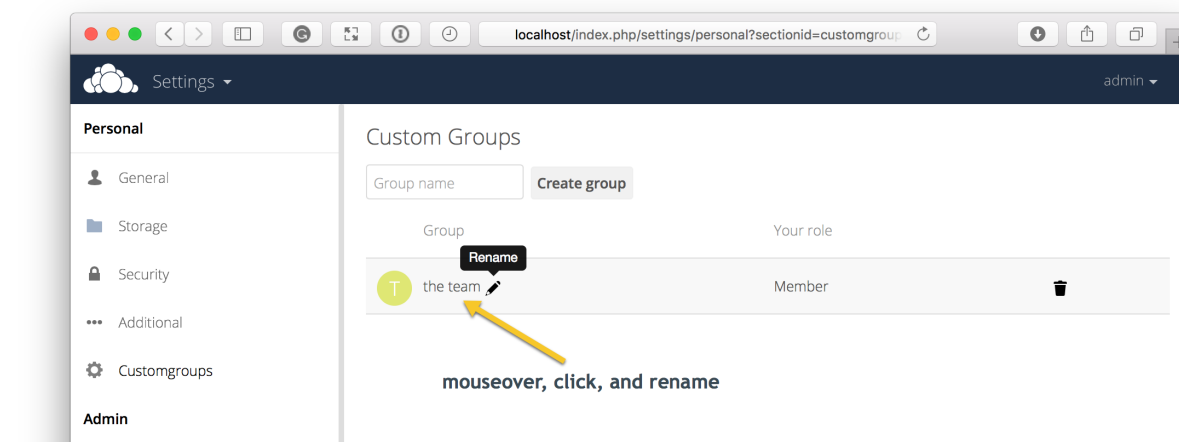 localhost/index.php/settings/personal?sectionid=customgroup
Settings
admin
Personal
General
Storage
Security
Additional
Customgroups
Admin
Custom Groups
Group name
Create group
Group
Your role
Rename
T
the team
Member
mouseover, click, and rename